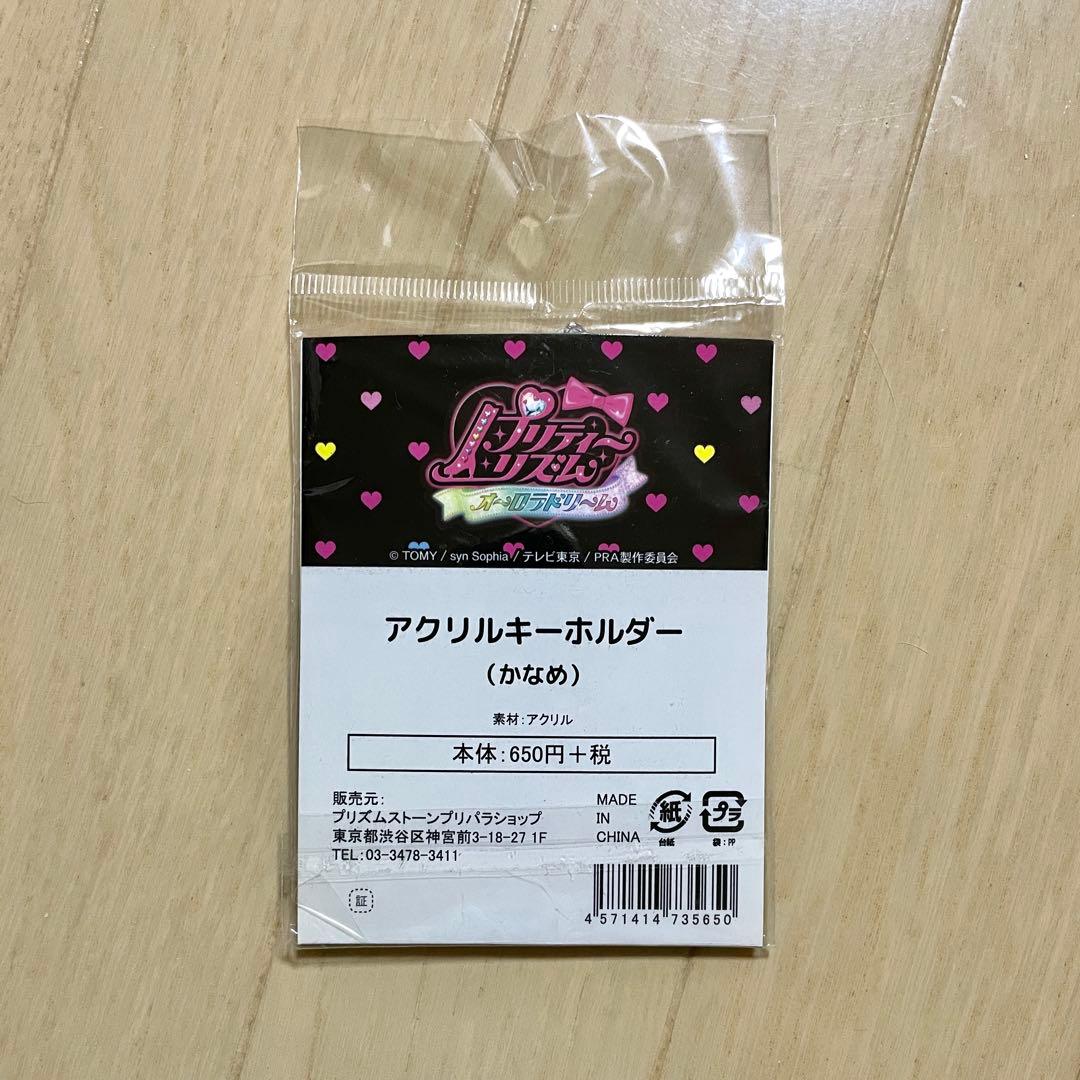 プリティー
リズム
オーロラドリーム
© TOMY / syn Sophia / テレビ東京 / PRA製作委員会
アクリルキーホルダー
（かなめ）
素材：アクリル
本体：650円＋税
販売元：
プリズムストーンプリパラショップ
東京都渋谷区神宮前3-18-27 1F
TEL：03-3478-3411
MADE
IN
CHINA
紙
台紙
プラ
袋：PP
証
4 571414 735650